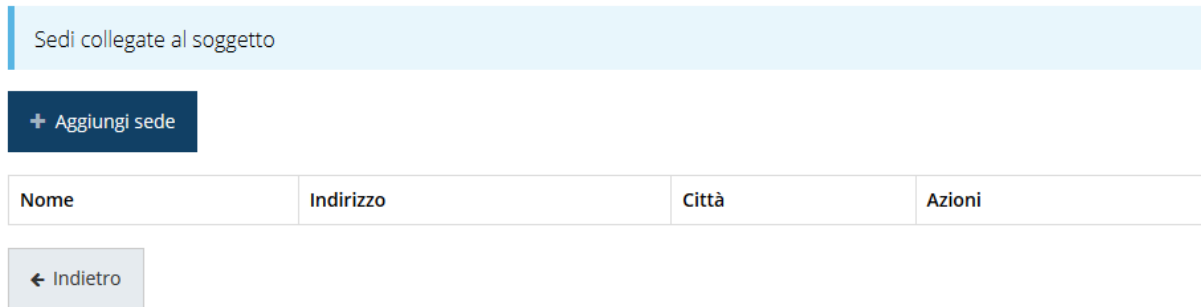 Sedi collegate al soggetto
+ Aggiungi sede
Nome Indirizzo Città Azioni
← Indietro